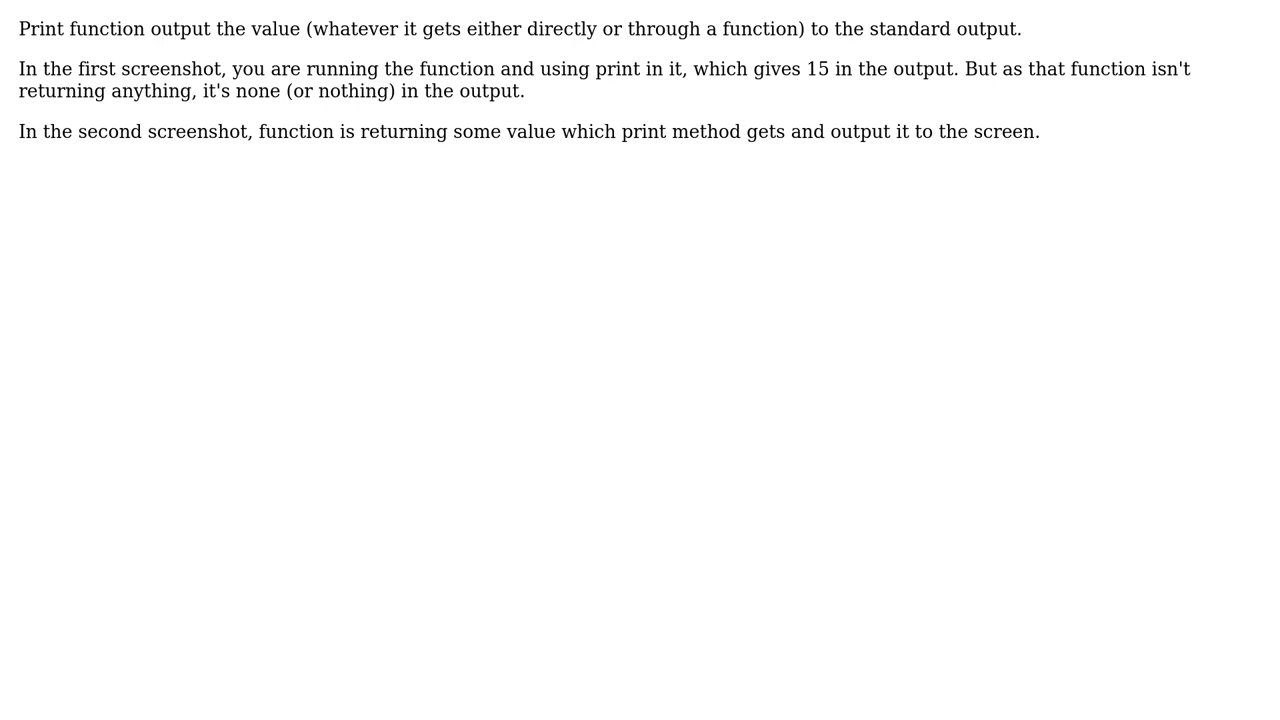 Print function output the value (whatever it gets either directly or through a function) to the standard output.
In the first screenshot, you are running the function and using print in it, which gives 15 in the output. But as that function isn't
returning anything, it's none (or nothing) in the output.
In the second screenshot, function is returning some value which print method gets and output it to the screen.